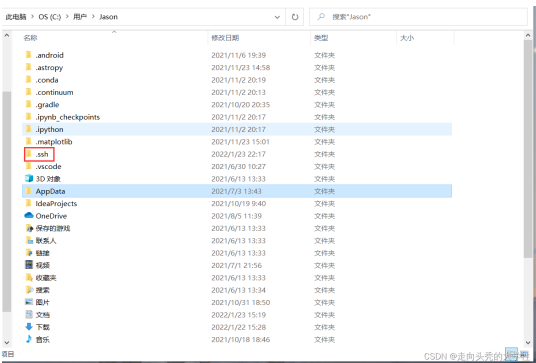 此电脑 > OS (C:) > 用户 > Jason
搜索"Jason"
名称 修改日期 类型 大小
.android 2021/11/6 19:39 文件夹
.astropy 2021/11/23 14:58 文件夹
.conda 2021/11/2 20:19 文件夹
.continuum 2021/11/2 20:13 文件夹
.gradle 2021/10/20 20:35 文件夹
.ipynb_checkpoints 2021/11/2 20:17 文件夹
.ipython 2021/11/2 20:17 文件夹
.matplotlib 2021/11/23 15:01 文件夹
.ssh 2022/1/23 22:17 文件夹
.vscode 2021/6/30 10:27 文件夹
3D 对象 2021/6/13 13:33 文件夹
AppData 2021/7/3 13:43 文件夹
IdeaProjects 2021/10/19 9:40 文件夹
OneDrive 2021/8/5 11:39 文件夹
保存的游戏 2021/6/13 13:33 文件夹
联系人 2021/6/13 13:33 文件夹
链接 2021/6/13 13:33 文件夹
视频 2021/7/1 21:56 文件夹
收藏夹 2021/6/13 13:33 文件夹
搜索 2021/6/13 13:34 文件夹
图片 2021/10/31 18:50 文件夹
文档 2022/1/23 15:19 文件夹
下载 2022/1/22 15:28 文件夹
音乐 2021/10/18 18:46 文件夹
项目
CSDN @走向头秃的